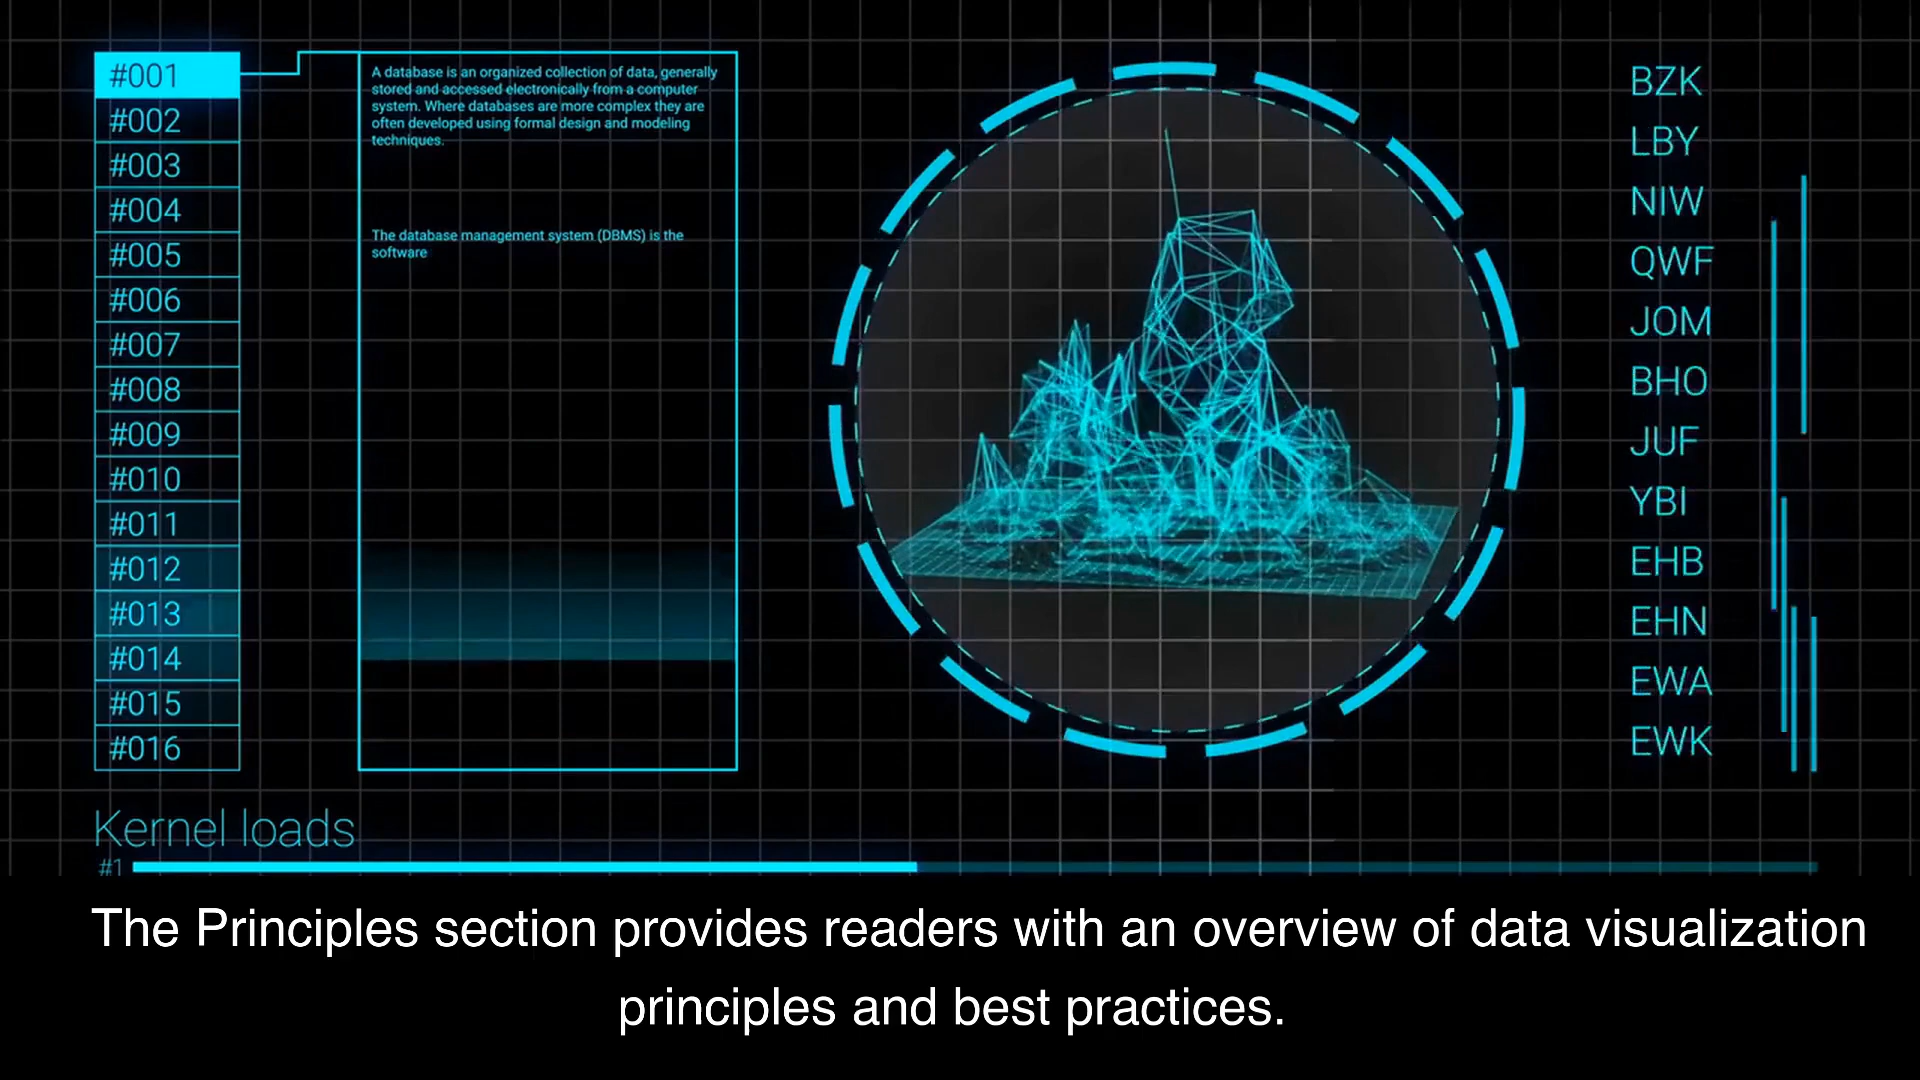 #001
#002
#003
#004
#005
#006
#007
#008
#009
#010
#011
#012
#013
#014
#015
#016
A database is an organized collection of data, generally
stored and accessed electronically from a computer
system. Where databases are more complex they are
often developed using formal design and modeling
techniques.
The database management system (DBMS) is the
software
BZK
LBY
NIW
QWF
JOM
BHO
JUF
YBI
EHB
EHN
EWA
EWK
Kernel loads
#1
The Principles section provides readers with an overview of data visualization
principles and best practices.